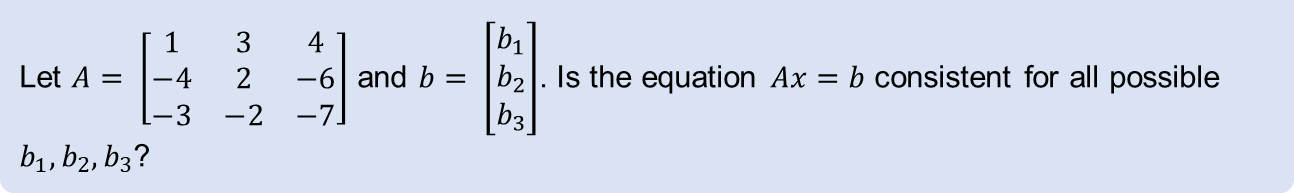 Let A = [1 3 4; −4 2 −6; −3 −2 −7] and b = [b₁; b₂; b₃]. Is the equation Ax = b consistent for all possible
b₁, b₂, b₃?